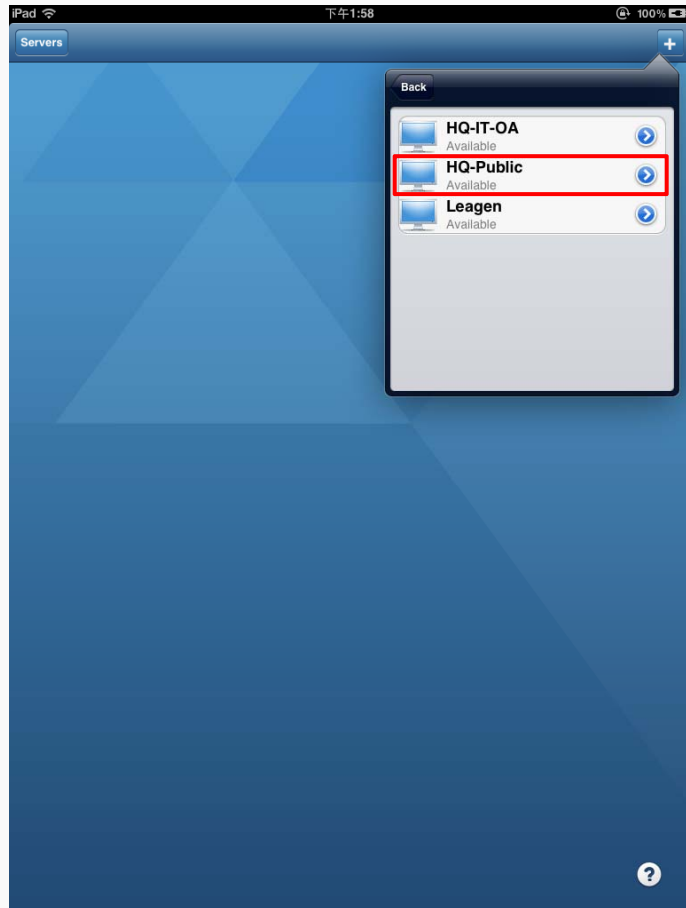 iPad 下午1:58 100%
Servers +
Back
HQ-IT-OA
Available
HQ-Public
Available
Leagen
Available
?